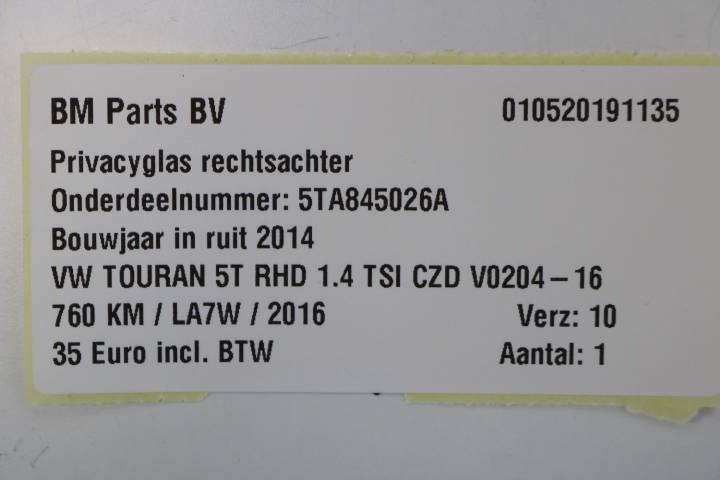 BM Parts BV 010520191135
Privacyglas rechtsachter
Onderdeelnummer: 5TA845026A
Bouwjaar in ruit 2014
VW TOURAN 5T RHD 1.4 TSI CZD V0204-16
760 KM / LA7W / 2016 Verz: 10
35 Euro incl. BTW Aantal: 1